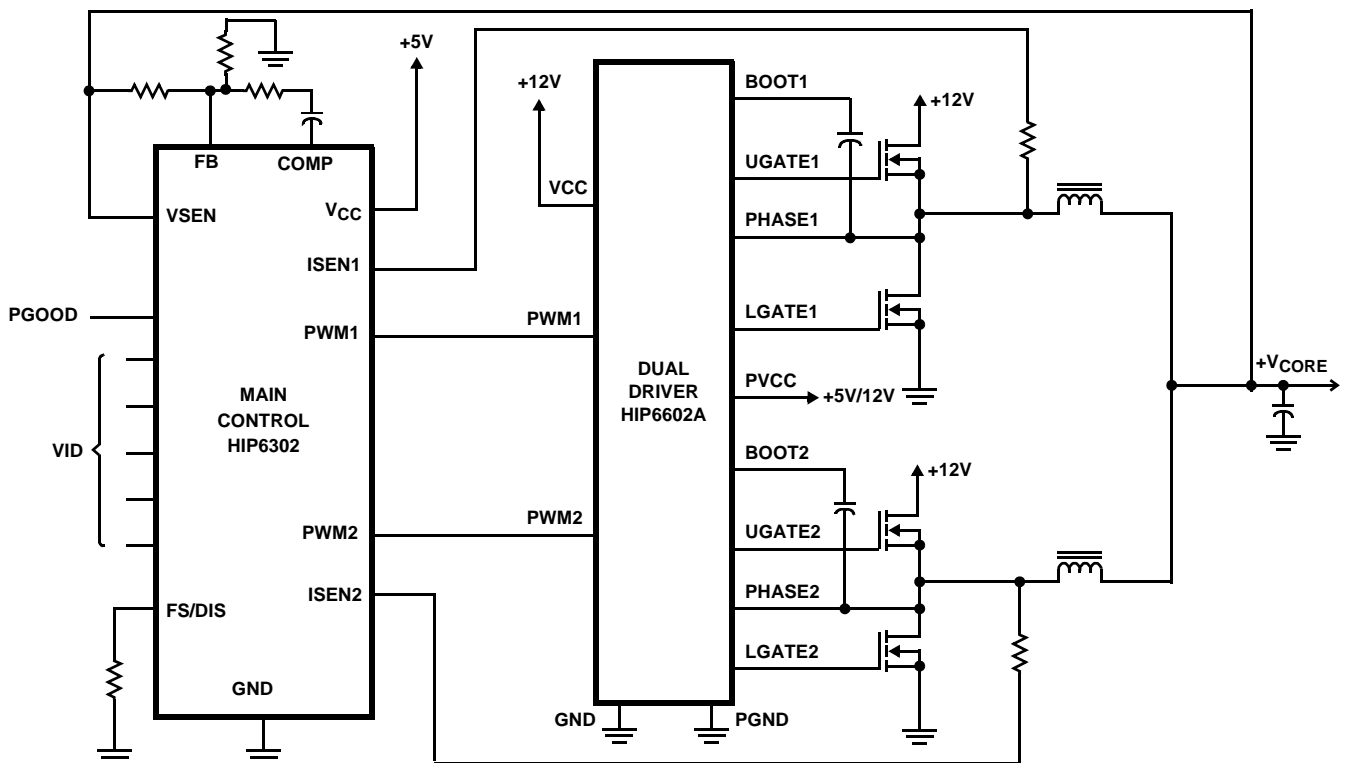 +5V
+12V
BOOT1
+12V
FB
COMP
UGATE1
VCC
VSEN
VCC
PHASE1
ISEN1
PGOOD
LGATE1
PWM1
PWM1
+VCORE
DUAL
DRIVER
HIP6602A
PVCC
+5V/12V
MAIN
CONTROL
HIP6302
VID
BOOT2
+12V
PWM2
PWM2
UGATE2
ISEN2
PHASE2
FS/DIS
LGATE2
GND
GND
PGND